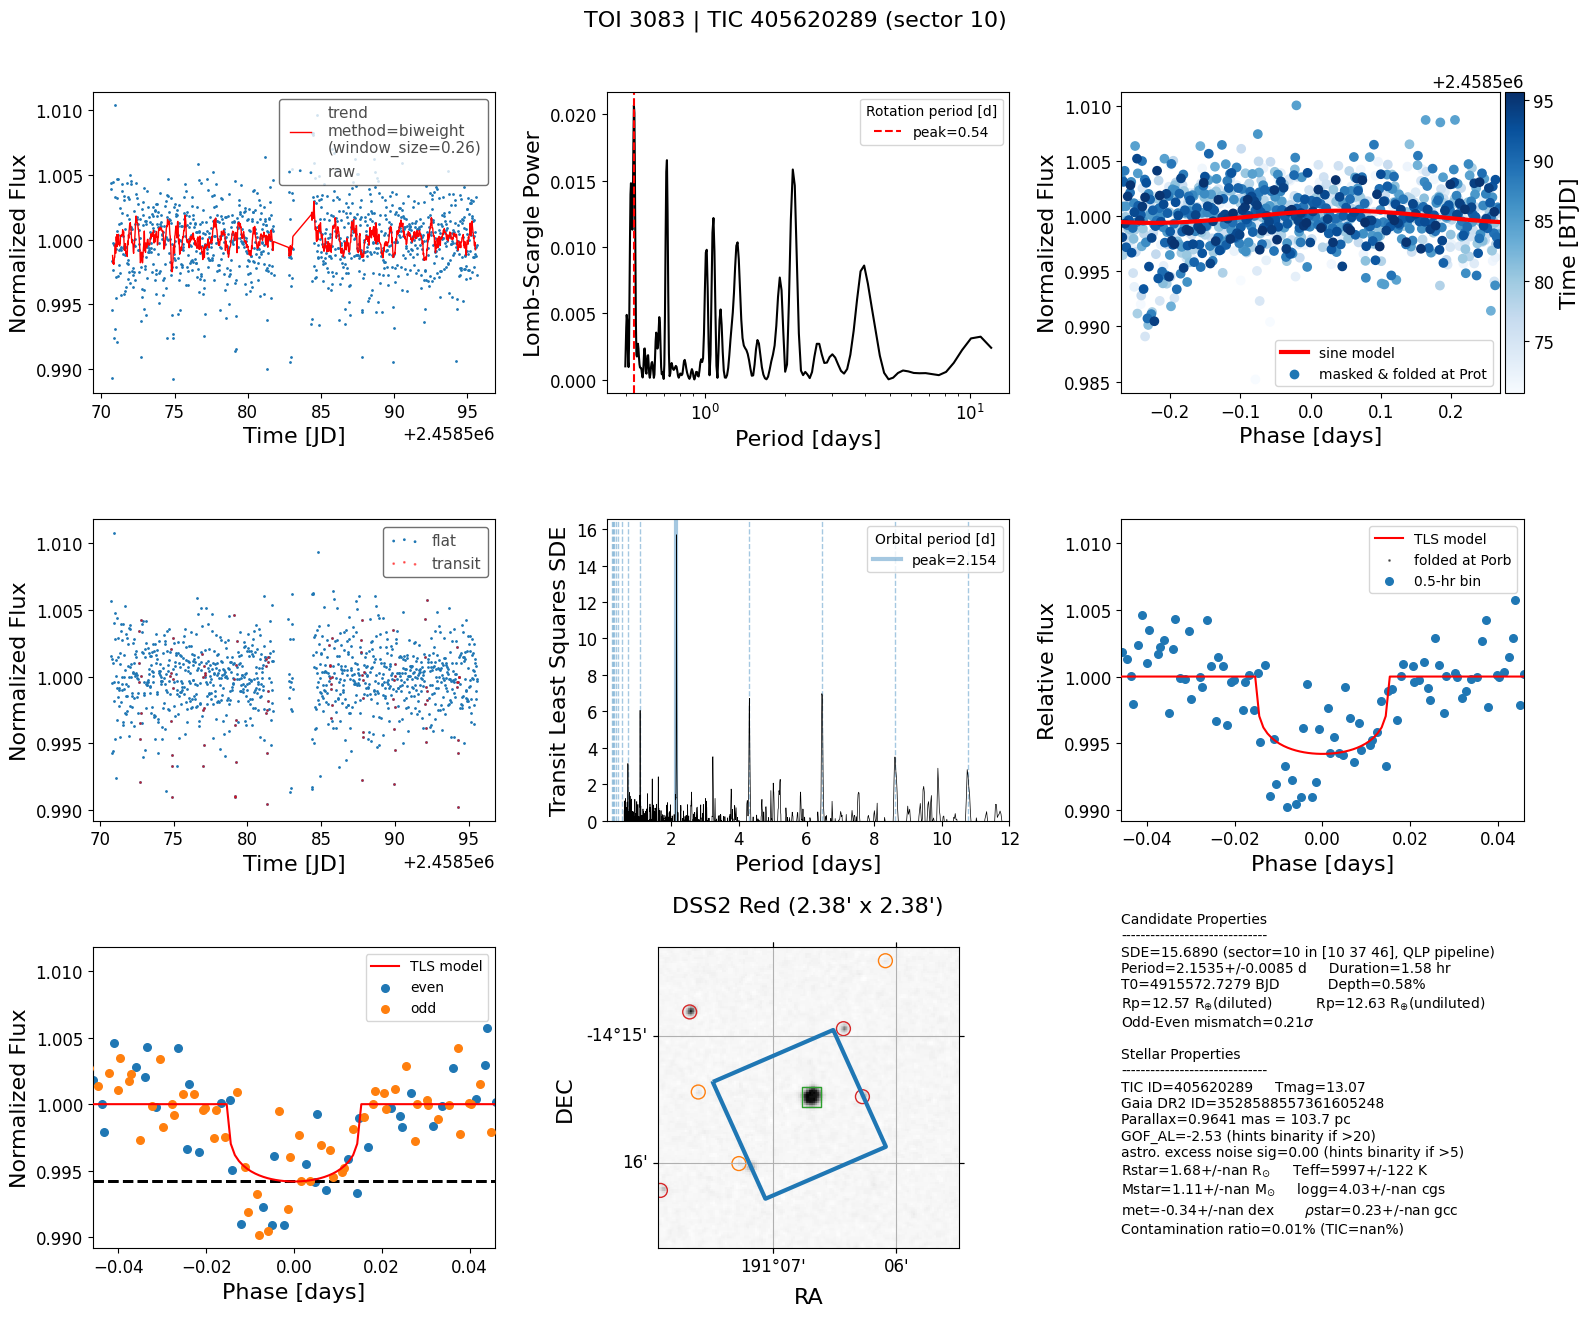 TOI 3083 | TIC 405620289 (sector 10)
Normalized Flux
1.010
1.005
1.000
0.995
0.990
trend
method=biweight
(window_size=0.26)
raw
70 75 80 85 90 95
Time [JD]
+2.4585e6
Lomb-Scargle Power
0.020
0.015
0.010
0.005
0.000
Rotation period [d]
peak=0.54
10^0 10^1
Period [days]
Normalized Flux
1.010
1.005
1.000
0.995
0.990
0.985
sine model
masked & folded at Prot
−0.2 −0.1 0.0 0.1 0.2
Phase [days]
+2.4585e6
95
90
85
80
75
Time [BTJD]
Normalized Flux
1.010
1.005
1.000
0.995
0.990
flat
transit
70 75 80 85 90 95
Time [JD]
+2.4585e6
Transit Least Squares SDE
16
14
12
10
8
6
4
2
0
Orbital period [d]
peak=2.154
2 4 6 8 10 12
Period [days]
Relative flux
1.010
1.005
1.000
0.995
0.990
TLS model
folded at Porb
0.5-hr bin
−0.04 −0.02 0.00 0.02 0.04
Phase [days]
Normalized Flux
1.010
1.005
1.000
0.995
0.990
TLS model
even
odd
−0.04 −0.02 0.00 0.02 0.04
Phase [days]
DSS2 Red (2.38' x 2.38')
DEC
-14°15'
16'
191°07' 06'
RA
Candidate Properties
------------------------------
SDE=15.6890 (sector=10 in [10 37 46], QLP pipeline)
Period=2.1535+/-0.0085 d Duration=1.58 hr
T0=4915572.7279 BJD Depth=0.58%
Rp=12.57 R⊕(diluted) Rp=12.63 R⊕(undiluted)
Odd-Even mismatch=0.21σ
Stellar Properties
------------------------------
TIC ID=405620289 Tmag=13.07
Gaia DR2 ID=3528588557361605248
Parallax=0.9641 mas = 103.7 pc
GOF_AL=-2.53 (hints binarity if >20)
astro. excess noise sig=0.00 (hints binarity if >5)
Rstar=1.68+/-nan R⊙ Teff=5997+/-122 K
Mstar=1.11+/-nan M⊙ logg=4.03+/-nan cgs
met=-0.34+/-nan dex ρstar=0.23+/-nan gcc
Contamination ratio=0.01% (TIC=nan%)